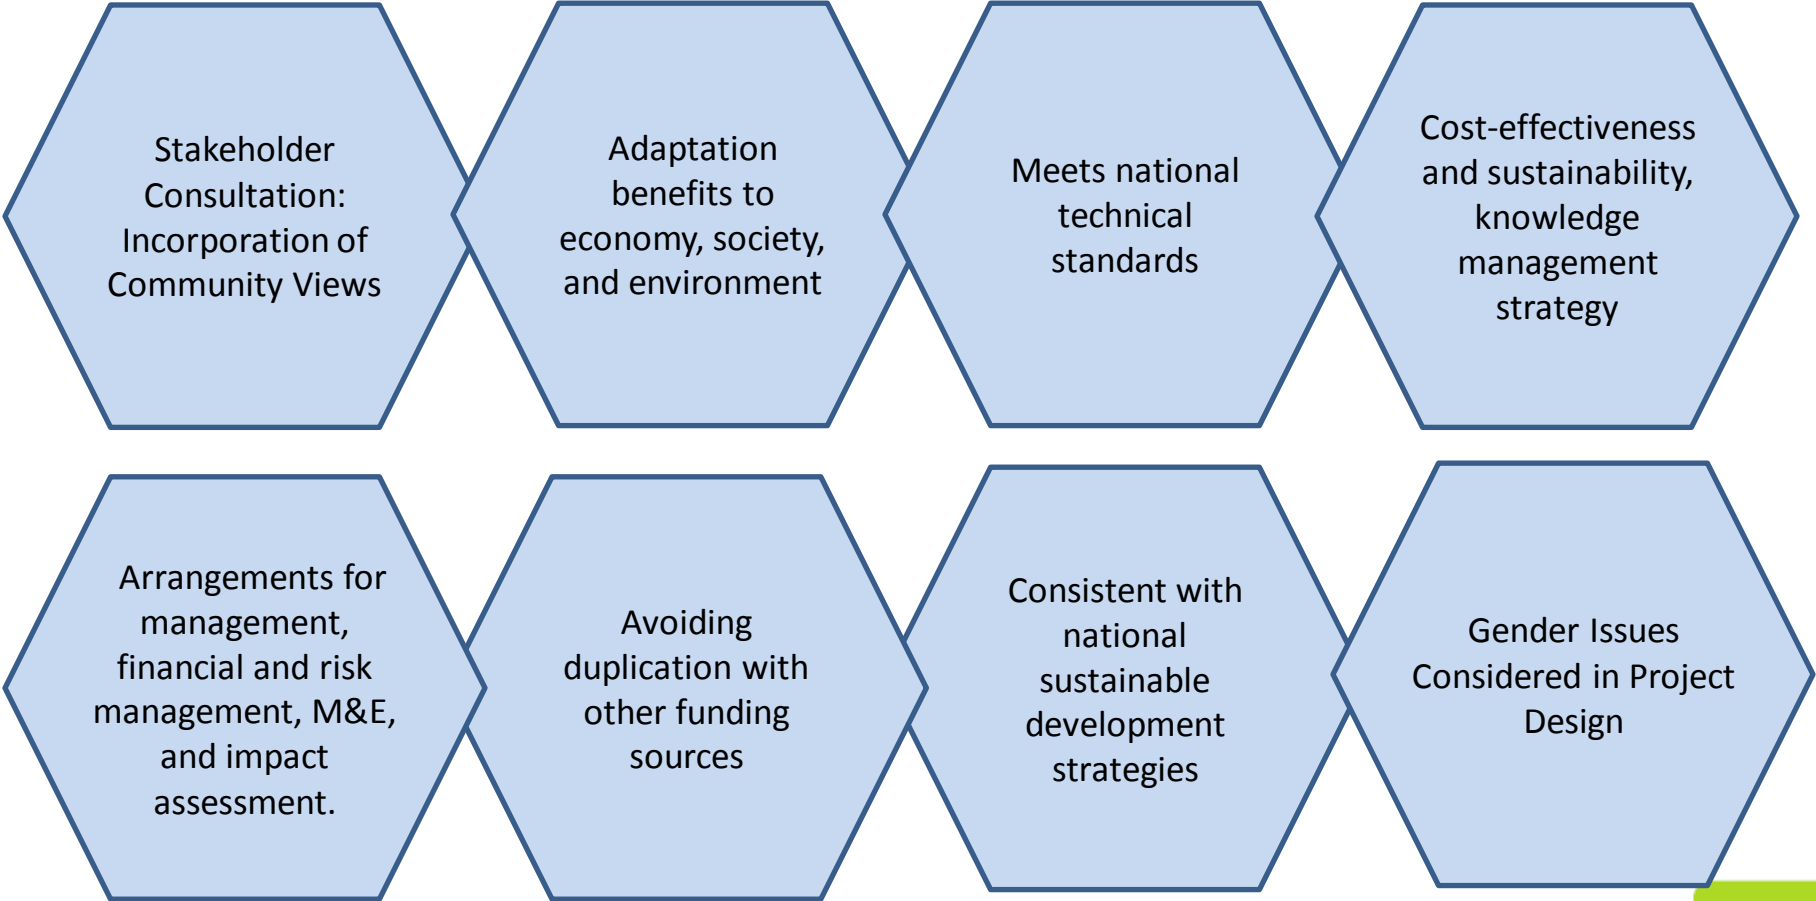 Stakeholder
Consultation:
Incorporation of
Community Views
Adaptation
benefits to
economy, society,
and environment
Meets national
technical
standards
Cost-effectiveness
and sustainability,
knowledge
management
strategy
Arrangements for
management,
financial and risk
management, M&E,
and impact
assessment.
Avoiding
duplication with
other funding
sources
Consistent with
national
sustainable
development
strategies
Gender Issues
Considered in Project
Design